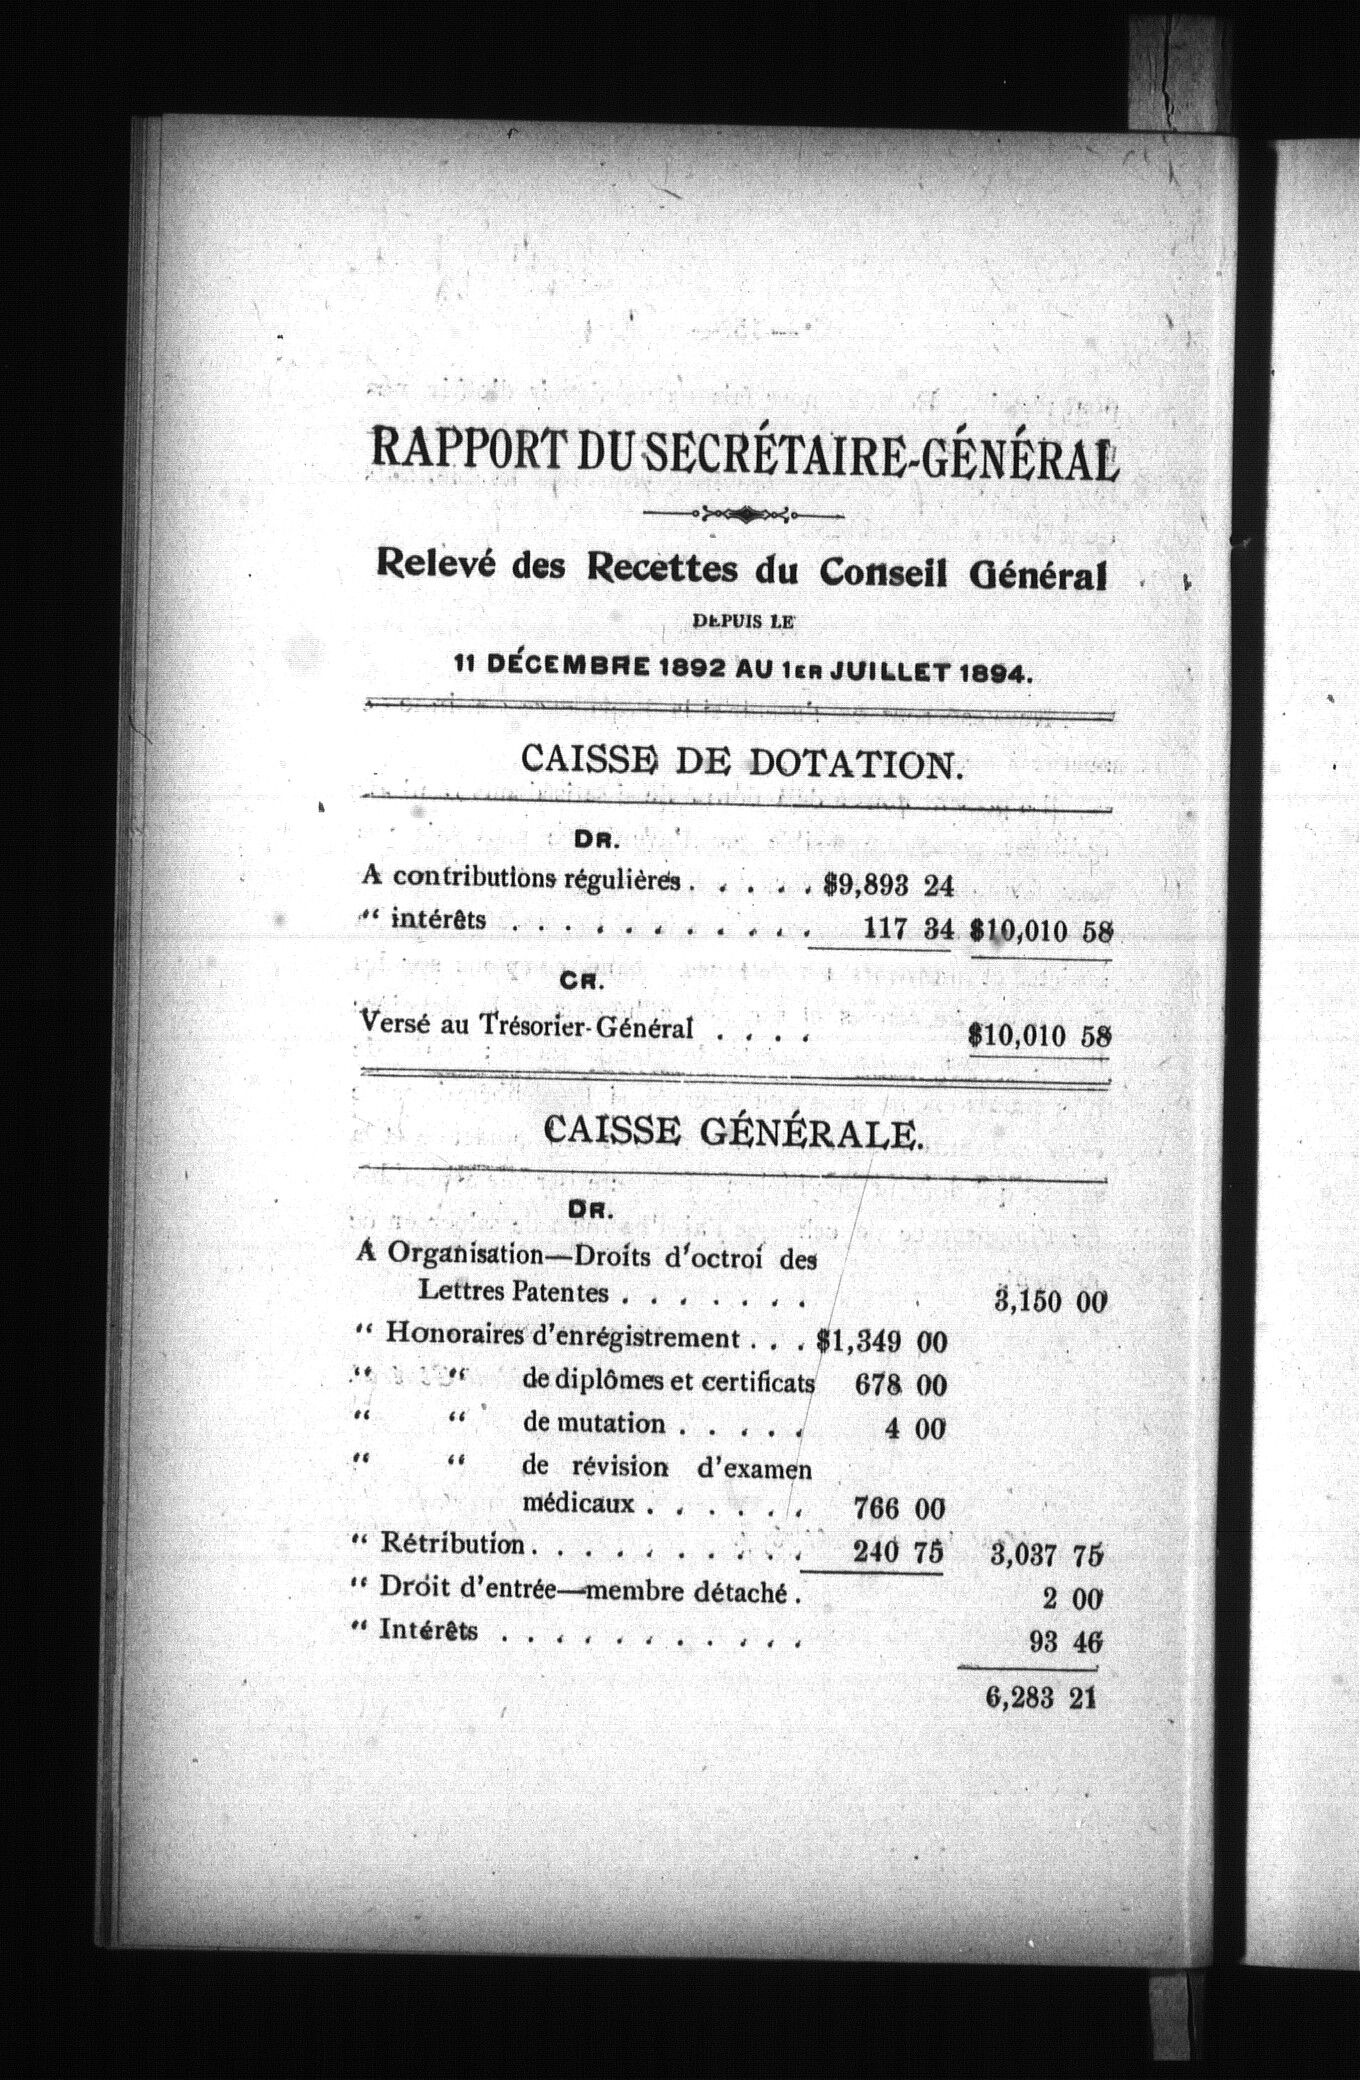 RAPPORT DU SECRÉTAIRE-GÉNÉRAL
Relevé des Recettes du Conseil Général
DEPUIS LE
11 DÉCEMBRE 1892 AU 1ER JUILLET 1894.
CAISSE DE DOTATION.
DR.
A contributions régulières . . . . . $9,893 24
“ intérêts . . . . . . . . . . . 117 34 $10,010 58
CR.
Versé au Trésorier-Général . . . . $10,010 58
CAISSE GÉNÉRALE.
DR.
A Organisation—Droits d'octroi des
Lettres Patentes . . . . . . . 3,150 00
“ Honoraires d'enrégistrement . . . $1,349 00
“ “ de diplômes et certificats 678 00
“ “ de mutation . . . . . 4 00
“ “ de révision d'examen
médicaux . . . . . . 766 00
“ Rétribution . . . . . . . . . . 240 75 3,037 75
“ Droit d'entrée—membre détaché . 2 00
“ Intérêts . . . . . . . . . . . 93 46
6,283 21